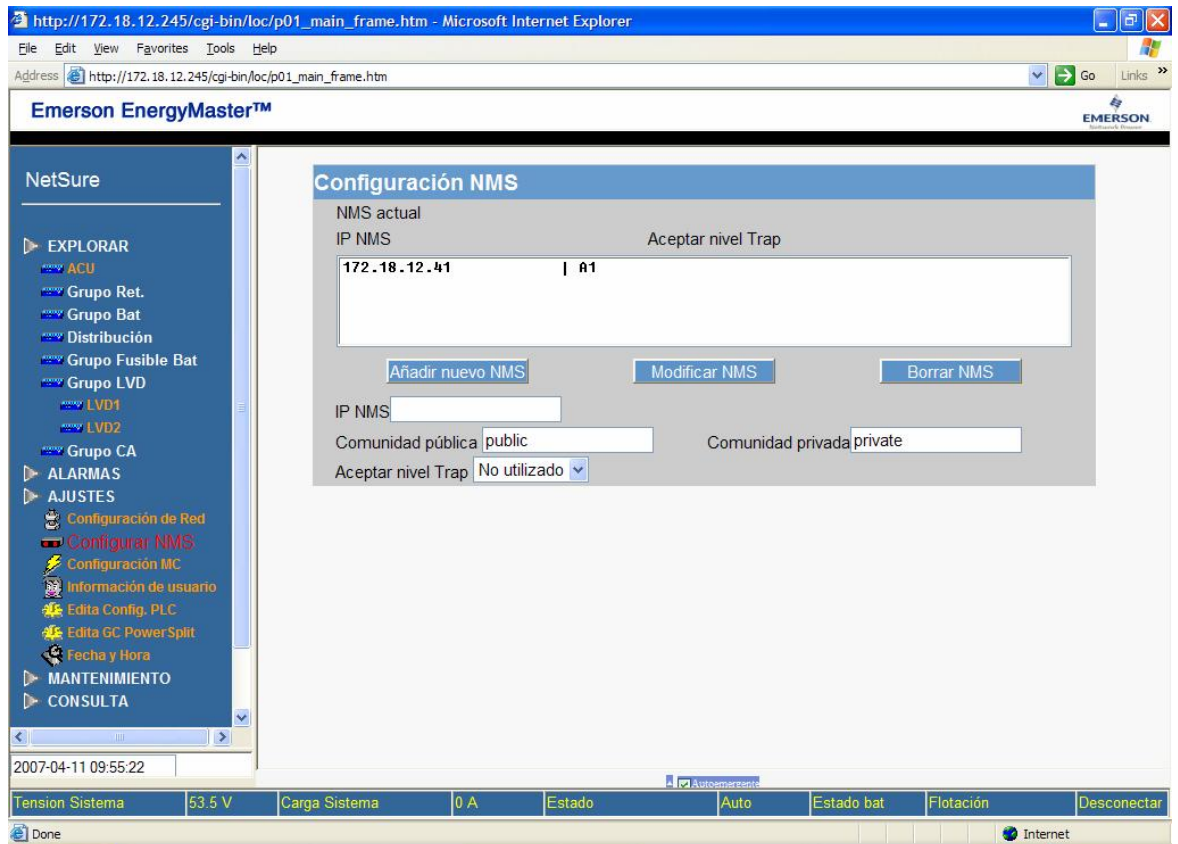 http://172.18.12.245/cgi-bin/loc/p01_main_frame.htm - Microsoft Internet Explorer
File Edit View Favorites Tools Help
Address http://172.18.12.245/cgi-bin/loc/p01_main_frame.htm Go Links »
Emerson EnergyMaster™
EMERSON
Network Power
NetSure
EXPLORAR
ACU
Grupo Ret.
Grupo Bat
Distribución
Grupo Fusible Bat
Grupo LVD
LVD1
LVD2
Grupo CA
ALARMAS
AJUSTES
Configuración de Red
Configurar NMS
Configuración MC
Información de usuario
Edita Config. PLC
Edita GC PowerSplit
Fecha y Hora
MANTENIMIENTO
CONSULTA
2007-04-11 09:55:22
Configuración NMS
NMS actual
IP NMS Aceptar nivel Trap
172.18.12.41 | A1
Añadir nuevo NMS Modificar NMS Borrar NMS
IP NMS
Comunidad pública public Comunidad privada private
Aceptar nivel Trap No utilizado
Autoemergente
Tension Sistema 53.5 V Carga Sistema 0 A Estado Auto Estado bat Flotación Desconectar
Done Internet